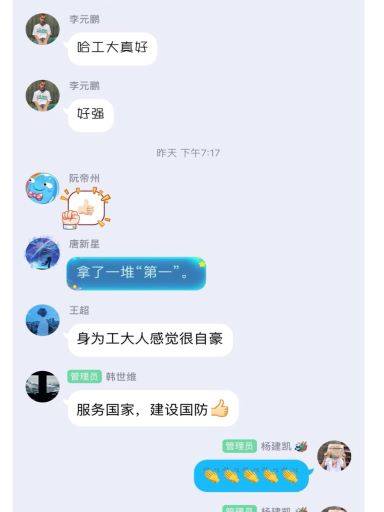 李元鹏
哈工大真好
李元鹏
好强
昨天 下午7:17
阮帝州
唐新星
拿了一堆“第一”。
王超
身为工大人感觉很自豪
管理员 韩世维
服务国家，建设国防👍
管理员 杨建凯
👏👏👏👏👏
管理员 杨建凯